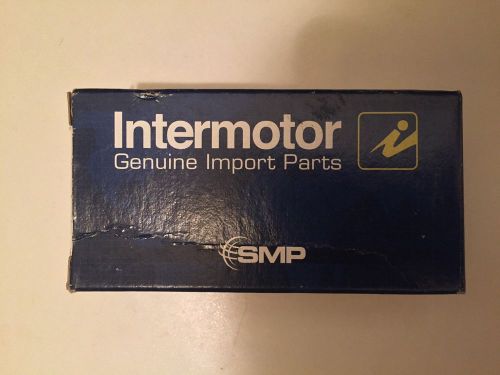 Intermotor
Genuine Import Parts
SMP